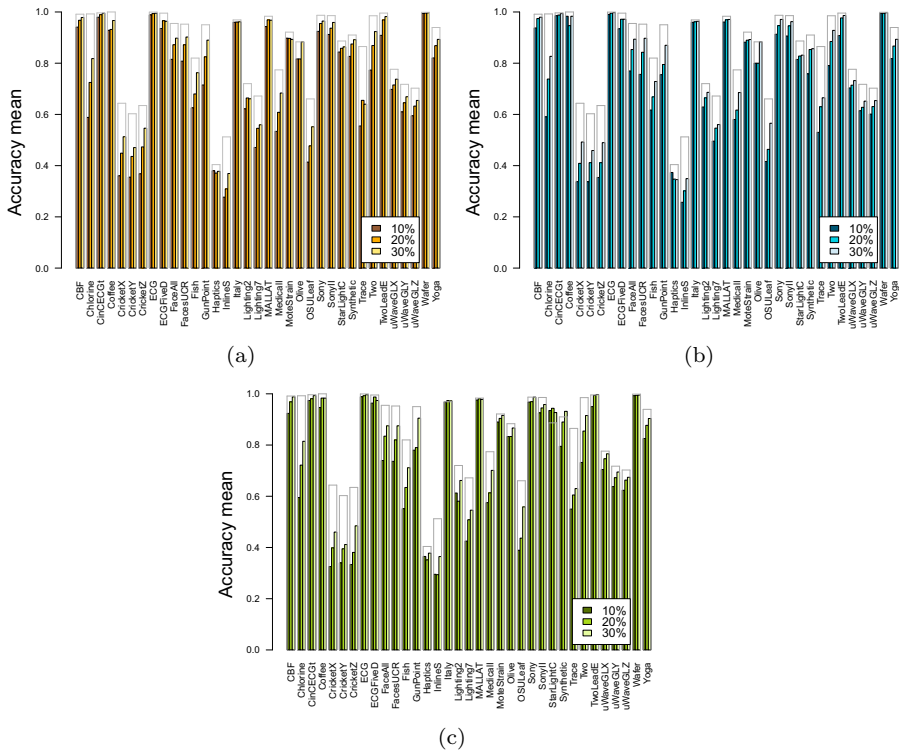 Accuracy mean
1.0
0.8
0.6
0.4
0.2
0.0
10%
20%
30%
CBF
Chlorine
CinCECGt
Coffee
CricketX
CricketY
CricketZ
ECG
ECGFiveD
FaceAll
FacesUCR
Fish
GunPoint
Haptics
InlineS
Italy
Lighting2
Lighting7
MALLAT
Medicall
MoteStrain
Olive
OSULeaf
Sony
SonyII
StarLightC
Synthetic
Trace
Two
TwoLeadE
uWaveGLX
uWaveGLY
uWaveGLZ
Wafer
Yoga
(a)
Accuracy mean
1.0
0.8
0.6
0.4
0.2
0.0
10%
20%
30%
CBF
Chlorine
CinCECGt
Coffee
CricketX
CricketY
CricketZ
ECG
ECGFiveD
FaceAll
FacesUCR
Fish
GunPoint
Haptics
InlineS
Italy
Lighting2
Lighting7
MALLAT
Medicall
MoteStrain
Olive
OSULeaf
Sony
SonyII
StarLightC
Synthetic
Trace
Two
TwoLeadE
uWaveGLX
uWaveGLY
uWaveGLZ
Wafer
Yoga
(b)
Accuracy mean
1.0
0.8
0.6
0.4
0.2
0.0
10%
20%
30%
CBF
Chlorine
CinCECGt
Coffee
CricketX
CricketY
CricketZ
ECG
ECGFiveD
FaceAll
FacesUCR
Fish
GunPoint
Haptics
InlineS
Italy
Lighting2
Lighting7
MALLAT
Medicall
MoteStrain
Olive
OSULeaf
Sony
SonyII
StarLightC
Synthetic
Trace
Two
TwoLeadE
uWaveGLX
uWaveGLY
uWaveGLZ
Wafer
Yoga
(c)